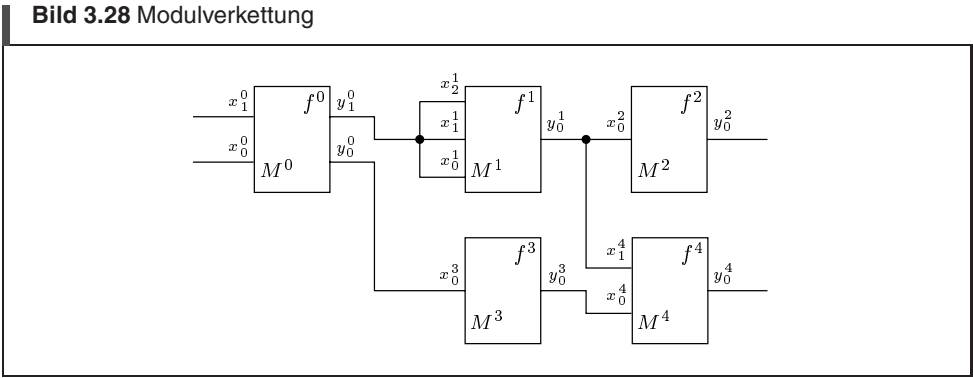 Bild 3.28 Modulverkettung
x_1^0 f^0 y_1^0 x_2^1 f^1 f^2
x_0^0 y_0^0 x_1^1 y_0^1 x_0^2 y_0^2
M^0 x_0^1 M^1 M^2
f^3 x_1^4 f^4
x_0^3 y_0^3 x_0^4 y_0^4
M^3 M^4